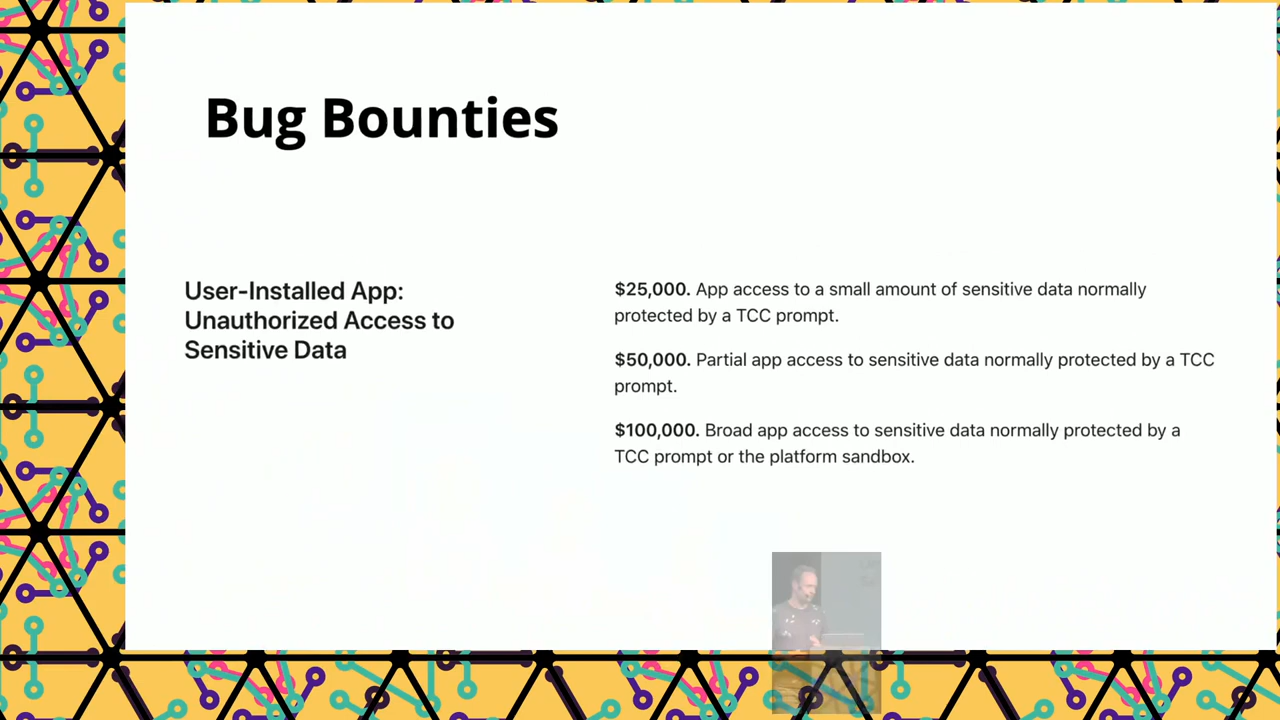 Bug Bounties
User-Installed App:
Unauthorized Access to
Sensitive Data
$25,000. App access to a small amount of sensitive data normally
protected by a TCC prompt.
$50,000. Partial app access to sensitive data normally protected by a TCC
prompt.
$100,000. Broad app access to sensitive data normally protected by a
TCC prompt or the platform sandbox.